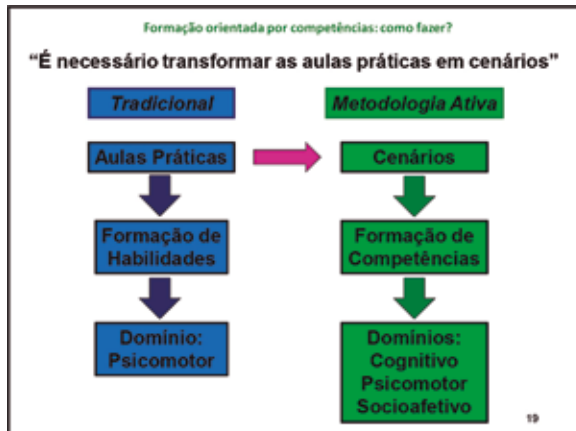 Formação orientada por competências: como fazer?
“É necessário transformar as aulas práticas em cenários”
Tradicional
Metodologia Ativa
Aulas Práticas
Cenários
Formação de
Habilidades
Formação de
Competências
Domínio:
Psicomotor
Domínios:
Cognitivo
Psicomotor
Socioafetivo
19